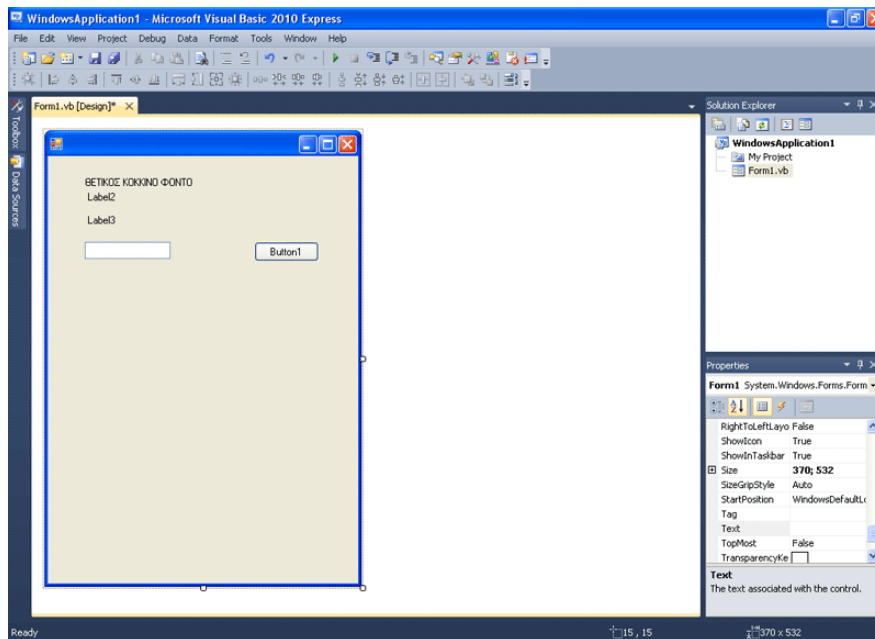 WindowsApplication1 - Microsoft Visual Basic 2010 Express
File Edit View Project Debug Data Format Tools Window Help
Toolbox
Data Sources
Form1.vb [Design]*
ΘΕΤΙΚΟΣ ΚΟΚΚΙΝΟ ΦΟΝΤΟ
Label2
Label3
Button1
Solution Explorer
WindowsApplication1
My Project
Form1.vb
Properties
Form1 System.Windows.Forms.Form
RightToLeftLayo False
ShowIcon True
ShowInTaskbar True
Size 370; 532
SizeGripStyle Auto
StartPosition WindowsDefaultLo
Tag
Text
TopMost False
TransparencyKe
Text
The text associated with the control.
Ready 15 , 15 370 x 532